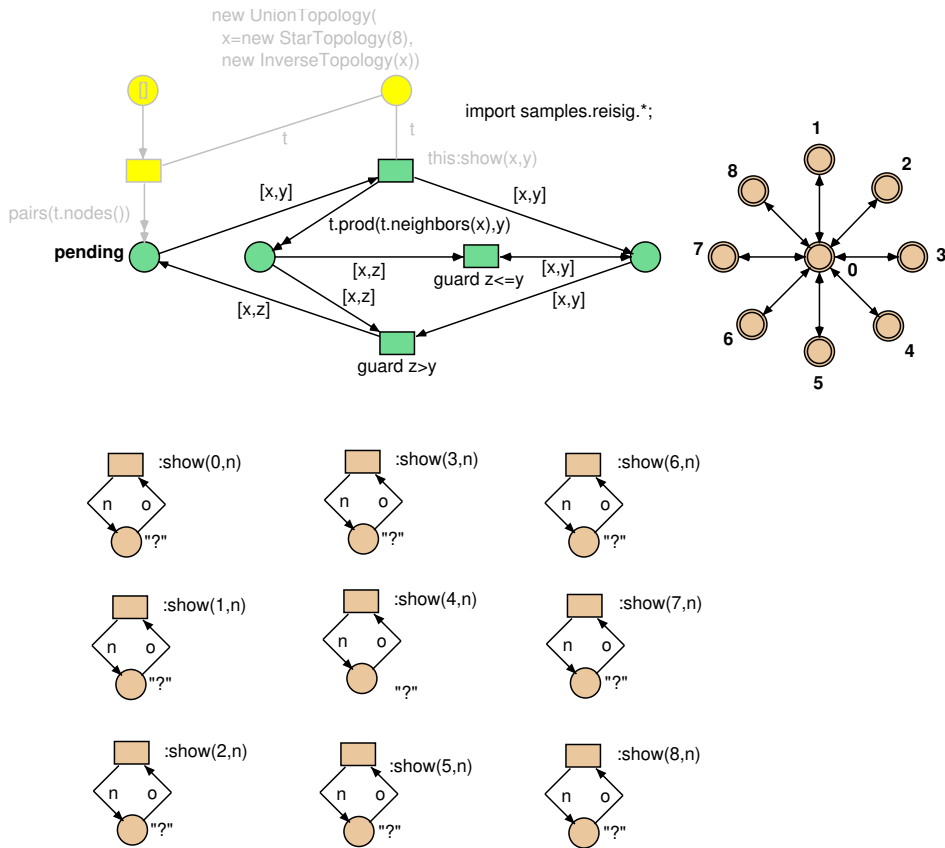 new UnionTopology(
x=new StarTopology(8),
new InverseTopology(x))
[]
import samples.reisig.*;
t
t
this:show(x,y)
pairs(t.nodes())
[x,y]
[x,y]
t.prod(t.neighbors(x),y)
pending
[x,z]
[x,y]
guard z<=y
[x,z]
[x,z]
[x,y]
guard z>y
1
2
3
4
5
6
7
8
0
:show(0,n)
n
o
"?"
:show(3,n)
n
o
"?"
:show(6,n)
n
o
"?"
:show(1,n)
n
o
"?"
:show(4,n)
n
o
"?"
:show(7,n)
n
o
"?"
:show(2,n)
n
o
"?"
:show(5,n)
n
o
"?"
:show(8,n)
n
o
"?"